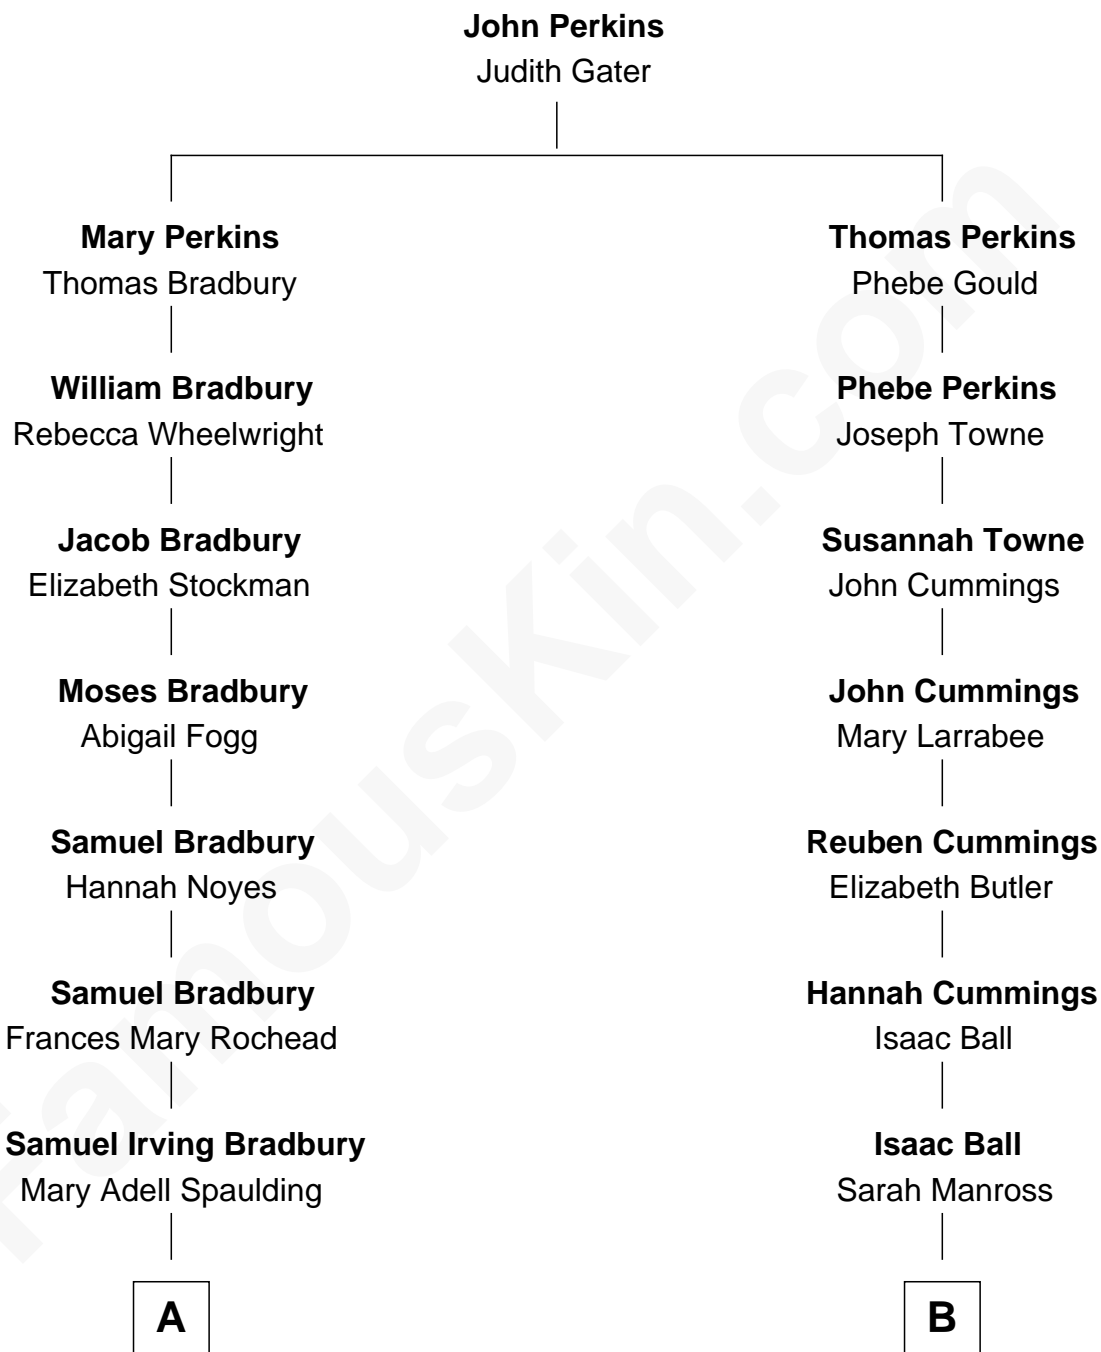 John Perkins
Judith Gater
Mary Perkins
Thomas Bradbury
Thomas Perkins
Phebe Gould
William Bradbury
Rebecca Wheelwright
Phebe Perkins
Joseph Towne
Jacob Bradbury
Elizabeth Stockman
Susannah Towne
John Cummings
Moses Bradbury
Abigail Fogg
John Cummings
Mary Larrabee
Samuel Bradbury
Hannah Noyes
Reuben Cummings
Elizabeth Butler
Samuel Bradbury
Frances Mary Rochead
Hannah Cummings
Isaac Ball
Samuel Irving Bradbury
Mary Adell Spaulding
Isaac Ball
Sarah Manross
A
B
FamousKin.com